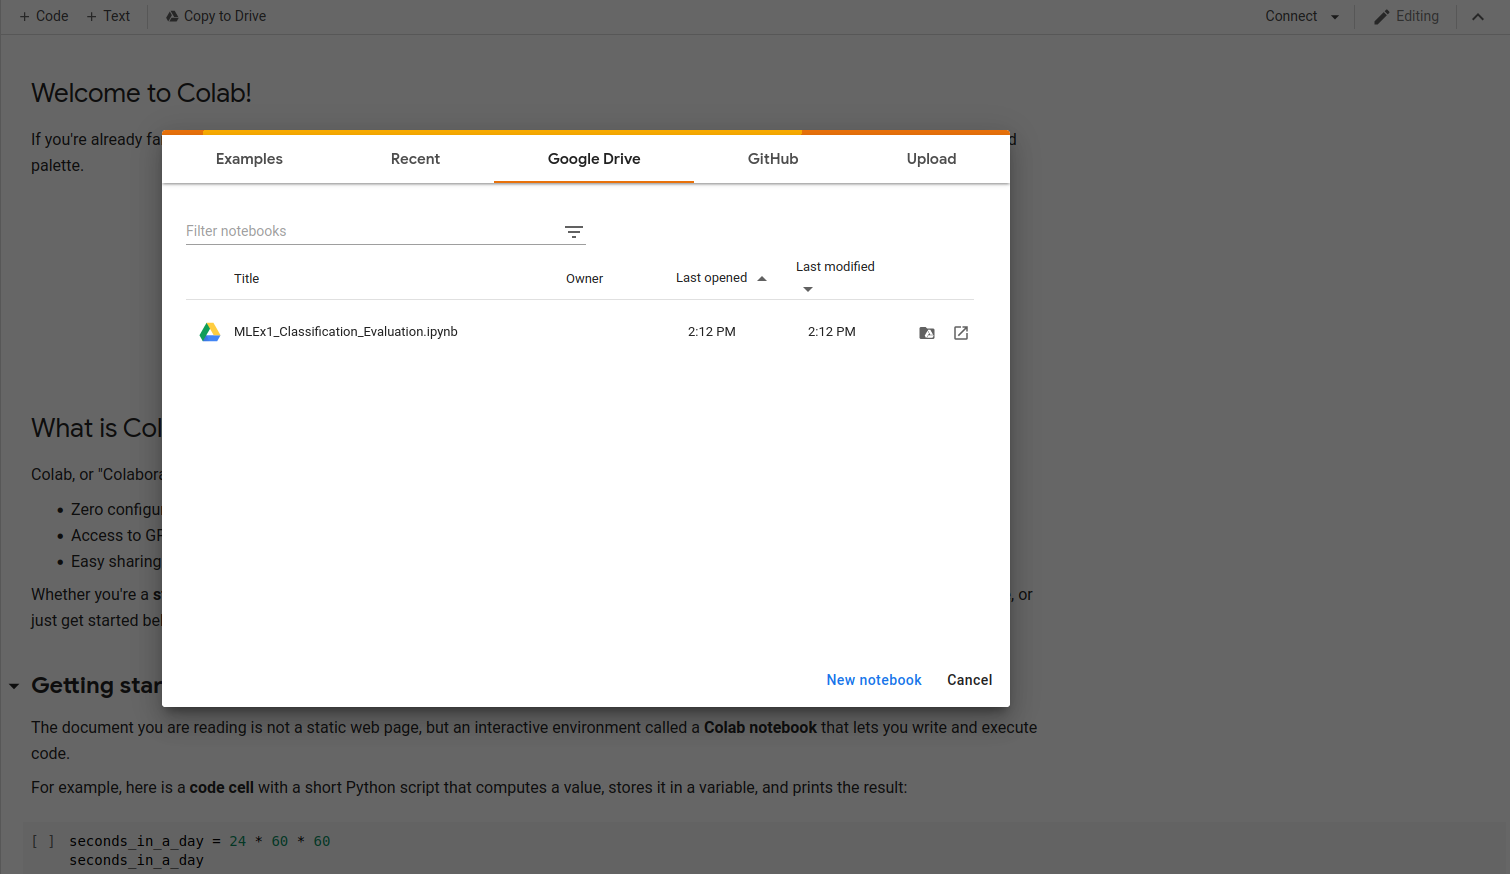 + Code + Text Copy to Drive Connect Editing
Welcome to Colab!
If you're already fa d
palette.
Examples Recent Google Drive GitHub Upload
Filter notebooks
Title Owner Last opened Last modified
MLEx1_Classification_Evaluation.ipynb 2:12 PM 2:12 PM
What is Col
Colab, or "Colabora
• Zero configu
• Access to GP
• Easy sharing
Whether you're a s , or
just get started bel
New notebook Cancel
Getting star
The document you are reading is not a static web page, but an interactive environment called a Colab notebook that lets you write and execute
code.
For example, here is a code cell with a short Python script that computes a value, stores it in a variable, and prints the result:
[ ] seconds_in_a_day = 24 * 60 * 60
seconds_in_a_day